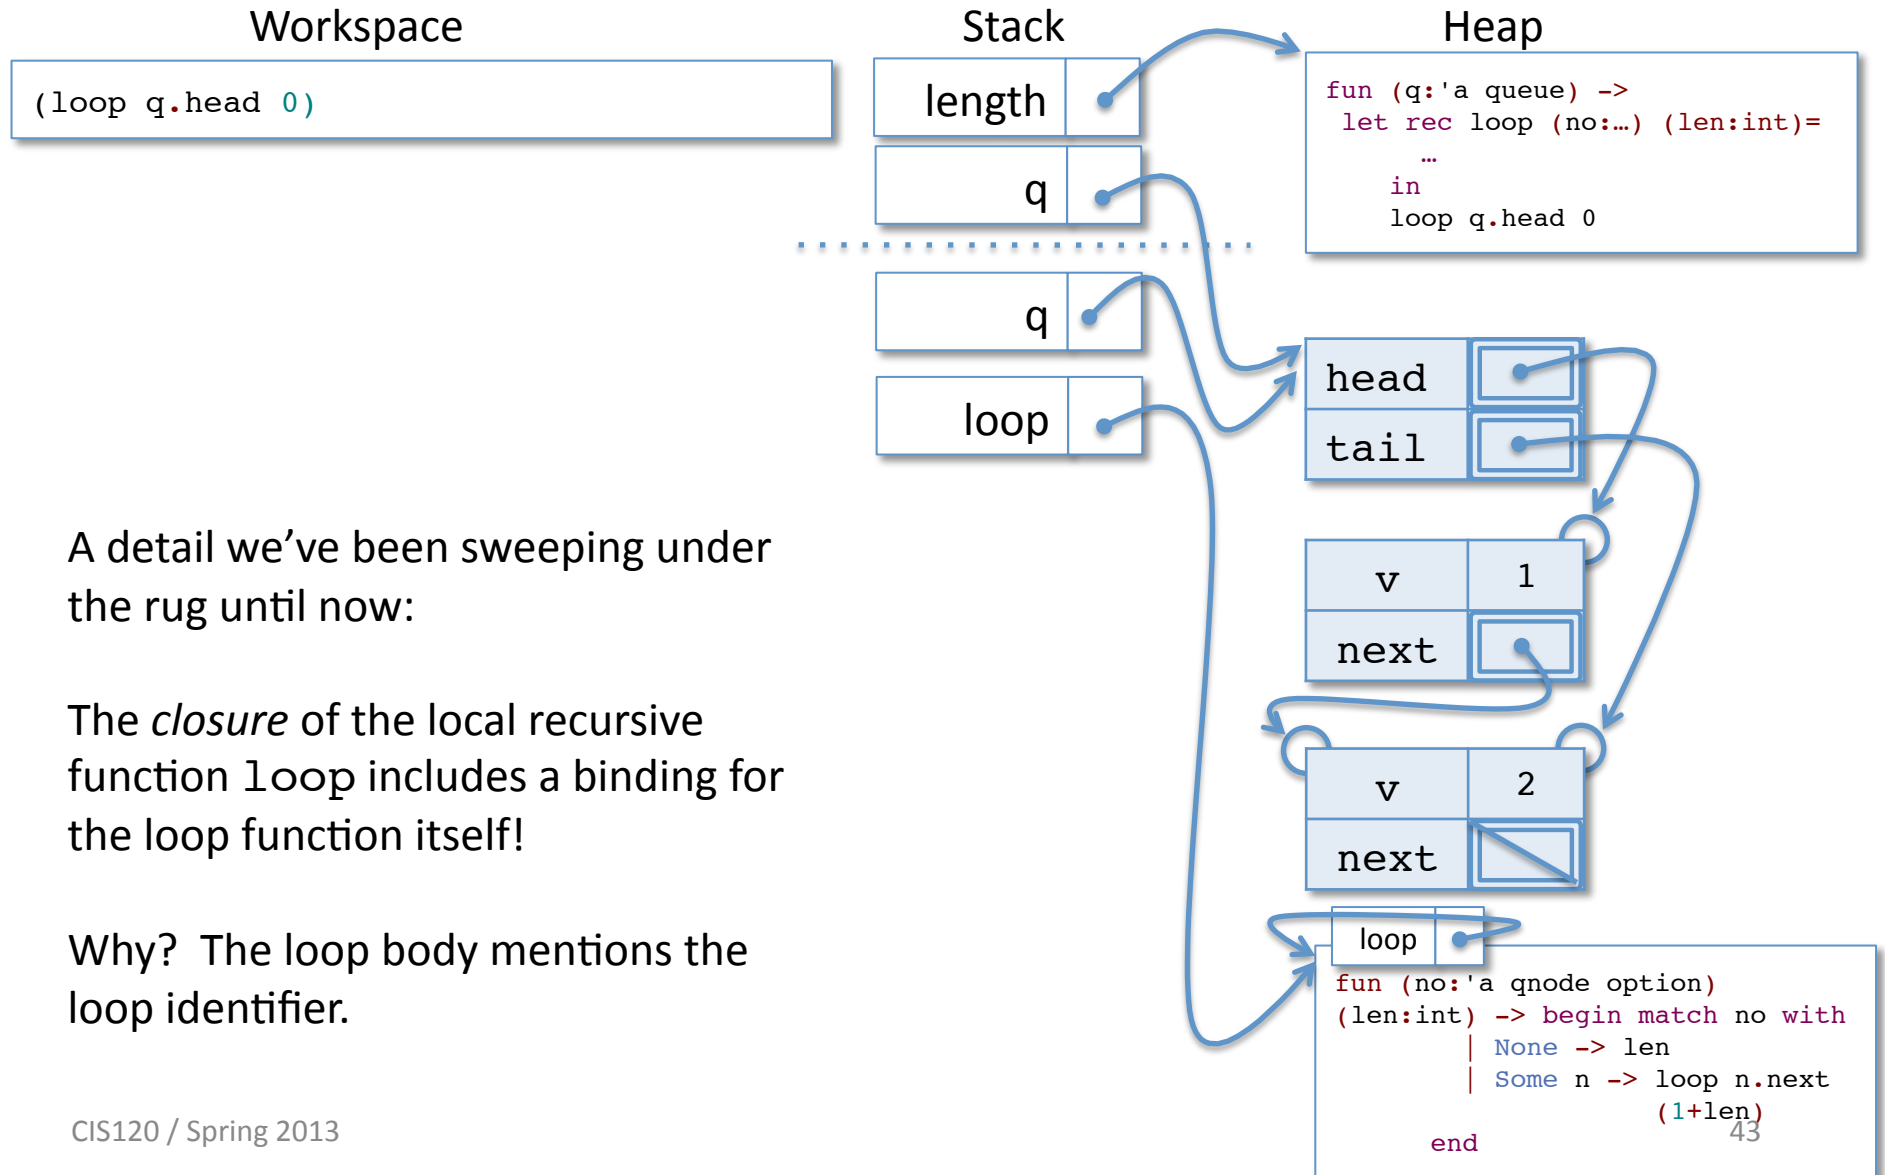 Workspace
Stack
Heap
(loop q.head 0)
length
q
q
loop
fun (q:'a queue) ->
let rec loop (no:…) (len:int)=
…
in
loop q.head 0
head
tail
v 1
next
v 2
next
loop
fun (no:'a qnode option)
(len:int) -> begin match no with
| None -> len
| Some n -> loop n.next
(1+len)
end
A detail we’ve been sweeping under
the rug until now:
The closure of the local recursive
function loop includes a binding for
the loop function itself!
Why? The loop body mentions the
loop identifier.
CIS120 / Spring 2013
43